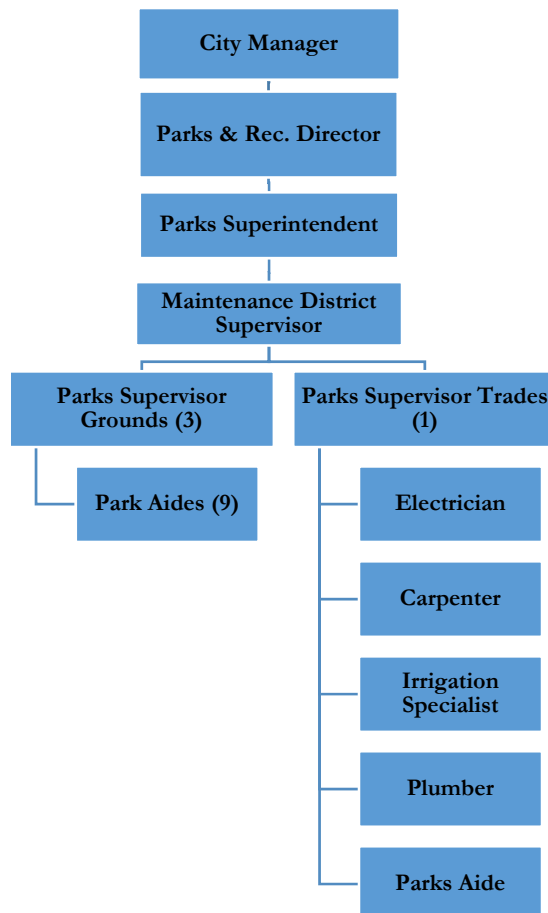 City Manager
Parks & Rec. Director
Parks Superintendent
Maintenance District
Supervisor
Parks Supervisor
Grounds (3)
Parks Supervisor Trades
(1)
Park Aides (9)
Electrician
Carpenter
Irrigation
Specialist
Plumber
Parks Aide